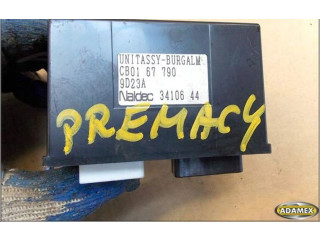 UNITASSY-BURGALM
CB01 67 790
9D23A
Naldec 34106 44
PREMACY
ADAMEX